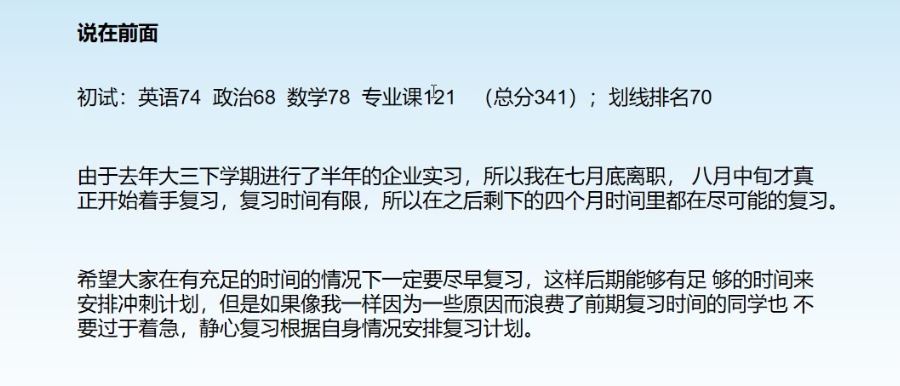 说在前面
初试：英语74 政治68 数学78 专业课121 （总分341）；划线排名70
由于去年大三下学期进行了半年的企业实习，所以我在七月底离职， 八月中旬才真
正开始着手复习，复习时间有限，所以在之后剩下的四个月时间里都在尽可能的复习。
希望大家在有充足的时间的情况下一定要尽早复习，这样后期能够有足 够的时间来
安排冲刺计划，但是如果像我一样因为一些原因而浪费了前期复习时间的同学也 不
要过于着急，静心复习根据自身情况安排复习计划。